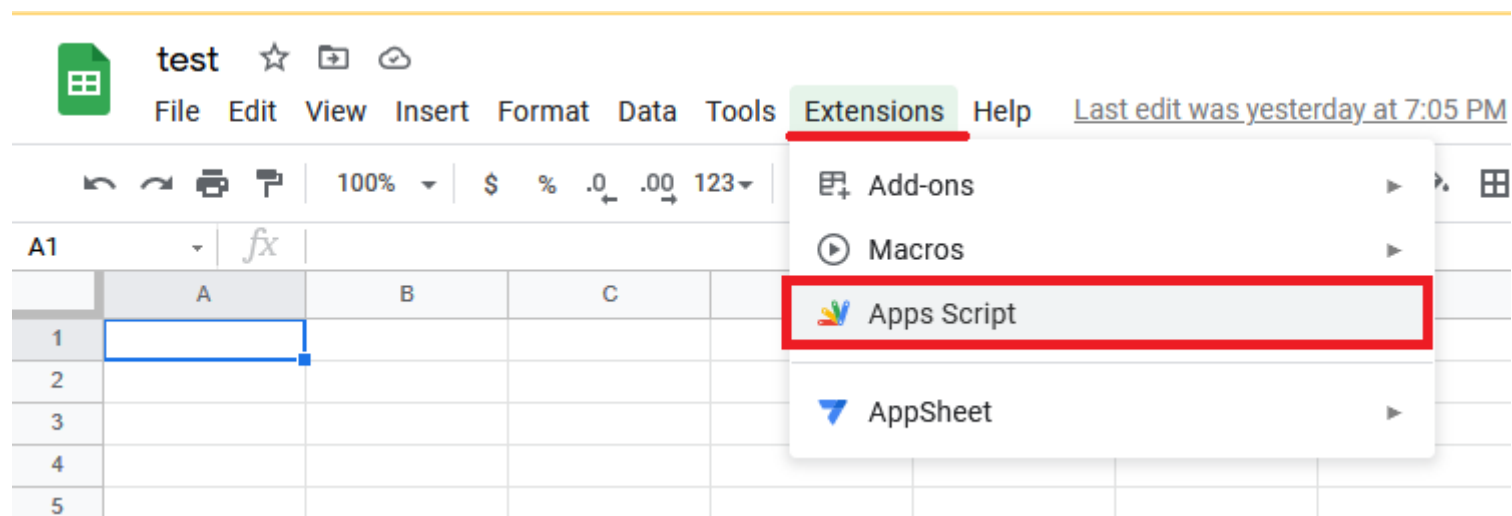 test
File Edit View Insert Format Data Tools Extensions Help Last edit was yesterday at 7:05 PM
100% $ % .0 .00 123
Add-ons
A1 fx
Macros
A B C
Apps Script
1
2
3
AppSheet
4
5